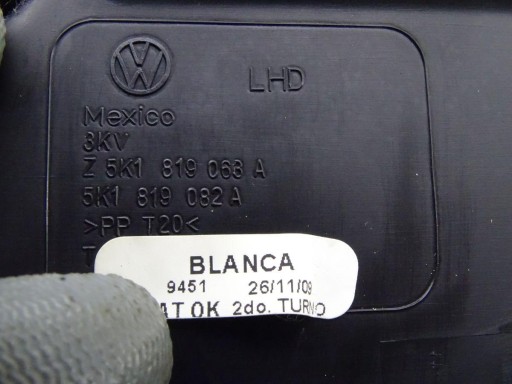 LHD
Mexico
3KV
Z 5K1 819 063 A
5K1 819 082 A
>PP T20<
T
BLANCA
9451 26/11/09
AT OK 2do. TURNO